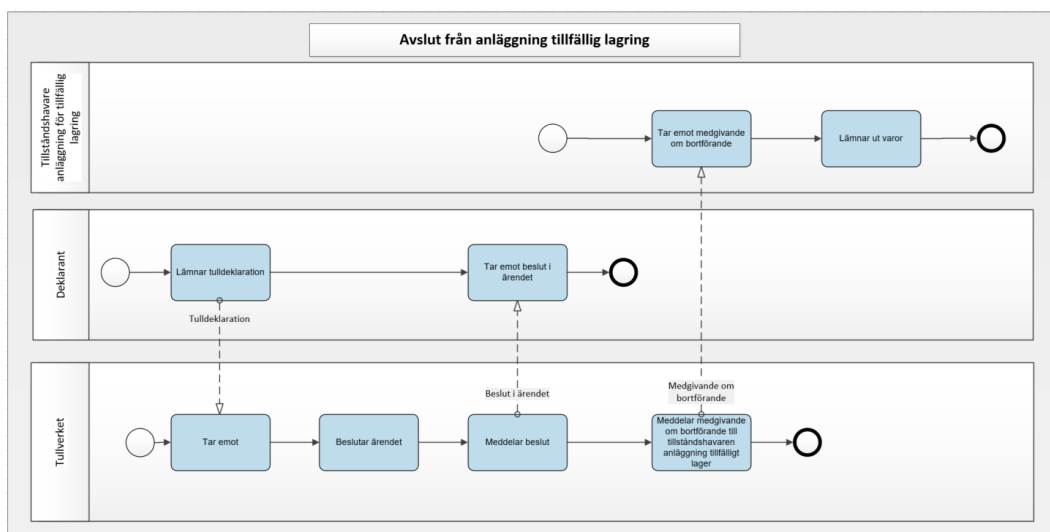 Avslut från anläggning tillfällig lagring
Tillståndshavare
anläggning för tillfällig
lagring
Tar emot medgivande
om bortförande
Lämnar ut varor
Deklarant
Lämnar tulldeklaration
Tar emot beslut i
ärendet
Tulldeklaration
Beslut i ärendet
Medgivande om
bortförande
Tullverket
Tar emot
Beslutar ärendet
Meddelar beslut
Meddelar medgivande
om bortförande till
tillståndshavaren
anläggning tillfälligt
lager